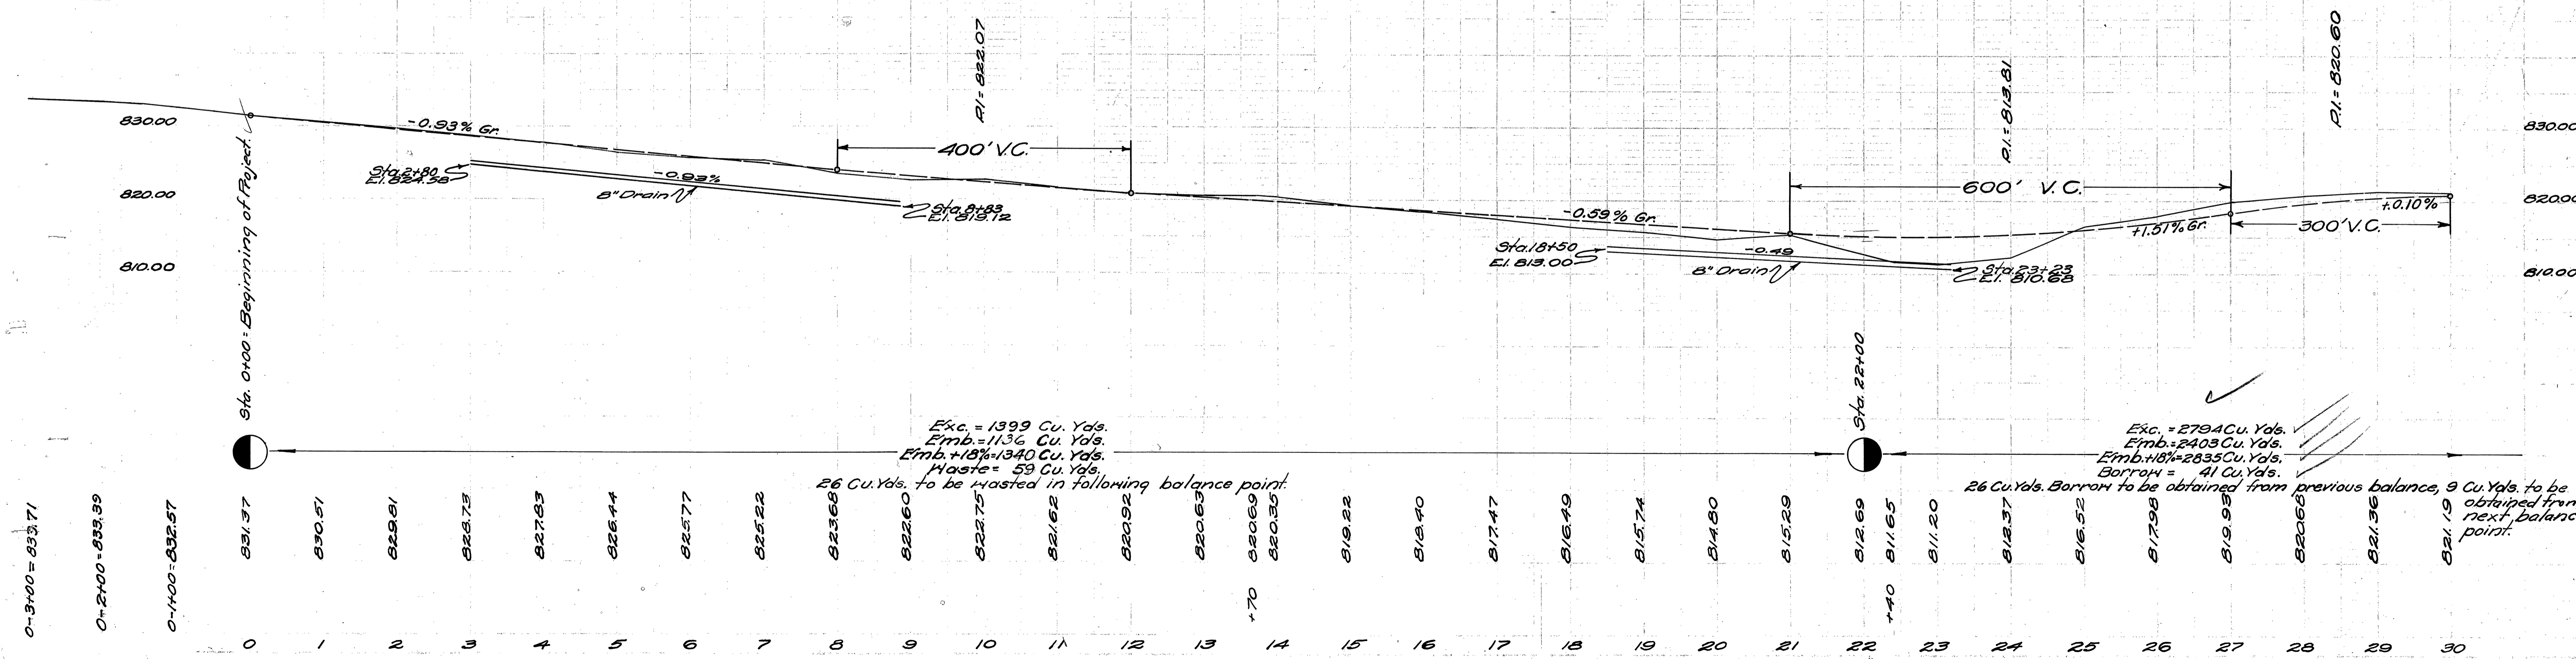 P.I.= 822.07
P.I.= 813.81
P.I.= 820.60
830.00
820.00
810.00
Sta. 0+00 = Beginning of Project.
-0.93% Gr.
400' V.C.
Sta.2+80
El.824.58
-0.93%
8" Drain
Sta.8+83
El.819.12
-0.59% Gr.
600' V.C.
+1.51% Gr.
+.0.10%
300' V.C.
Sta.18+50
El. 813.00
-0.49
8" Drain
Sta.23+23
El. 810.68
830.00
820.00
810.00
Sta. 22+00
Exc. = 1399 Cu. Yds.
Emb.=1136 Cu. Yds.
Emb.+18%=1340 Cu. Yds.
Waste= 59 Cu. Yds.
26 Cu.Yds. to be wasted in following balance point.
Exc. = 2794 Cu. Yds.
Emb.=2403 Cu. Yds.
Emb.+18%=2835 Cu. Yds.
Borrow = 41 Cu. Yds.
26 Cu.Yds. Borrow to be obtained from previous balance, 9 Cu.Yds. to be
obtained from
next balanc
point.
0-3+00 = 833.71
0-2+00 = 833.39
0-1+00 = 832.57
831.37
830.51
829.81
828.73
827.83
826.44
825.77
825.22
823.68
822.60
822.75
821.62
820.92
820.63
+70 820.69
820.35
819.22
818.40
817.47
816.49
815.74
814.80
815.29
812.69
+40 811.65
811.20
812.37
816.52
817.98
819.93
820.68
821.36
821.19
0 1 2 3 4 5 6 7 8 9 10 11 12 13 14 15 16 17 18 19 20 21 22 23 24 25 26 27 28 29 30